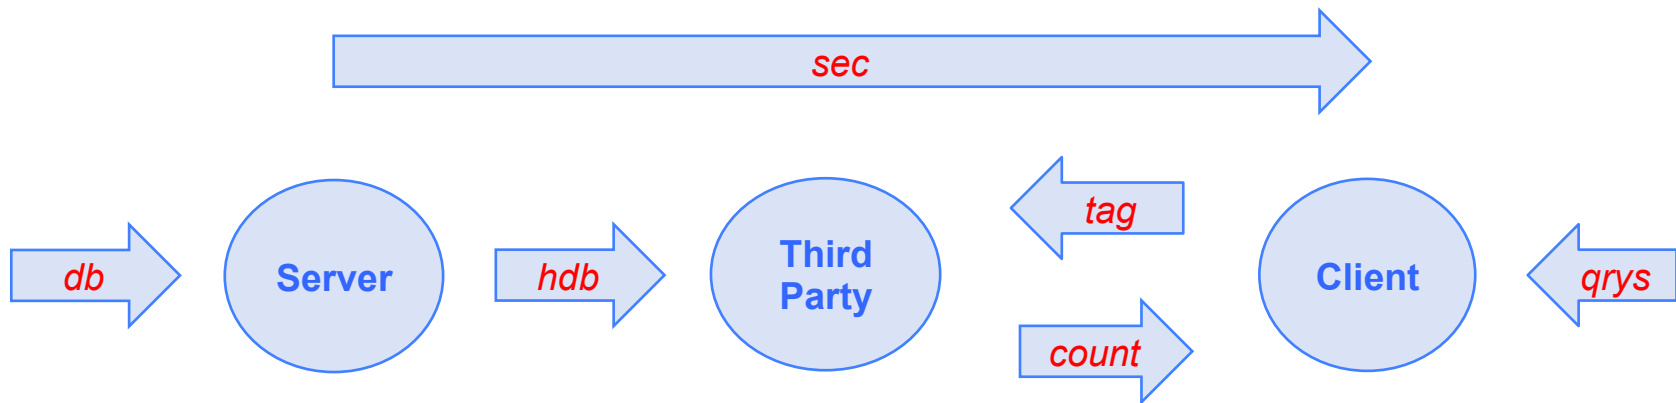 sec
db
Server
hdb
Third
Party
tag
count
Client
qrys